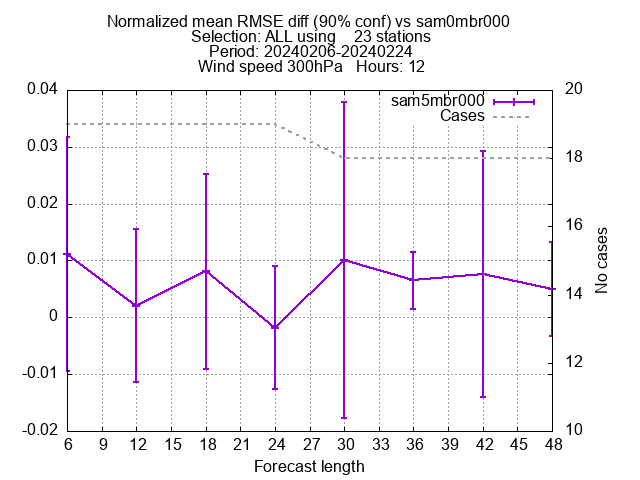 Normalized mean RMSE diff (90% conf) vs sam0mbr000
Selection: ALL using    23 stations
Period: 20240206-20240224
Wind speed 300hPa   Hours: 12
sam5mbr000
Cases
0.04
0.03
0.02
0.01
0
-0.01
-0.02
20
18
16
14
12
10
No cases
6 9 12 15 18 21 24 27 30 33 36 39 42 45 48
Forecast length